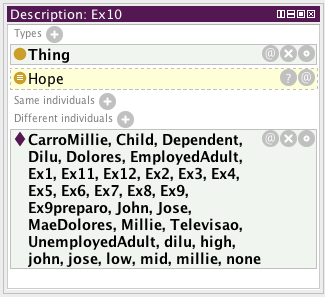 Description: Ex10
Types
Thing
Hope
Same individuals
Different individuals
CarroMillie, Child, Dependent,
Dilu, Dolores, EmployedAdult,
Ex1, Ex11, Ex12, Ex2, Ex3, Ex4,
Ex5, Ex6, Ex7, Ex8, Ex9,
Ex9preparo, John, Jose,
MaeDolores, Millie, Televisao,
UnemployedAdult, dilu, high,
john, jose, low, mid, millie, none